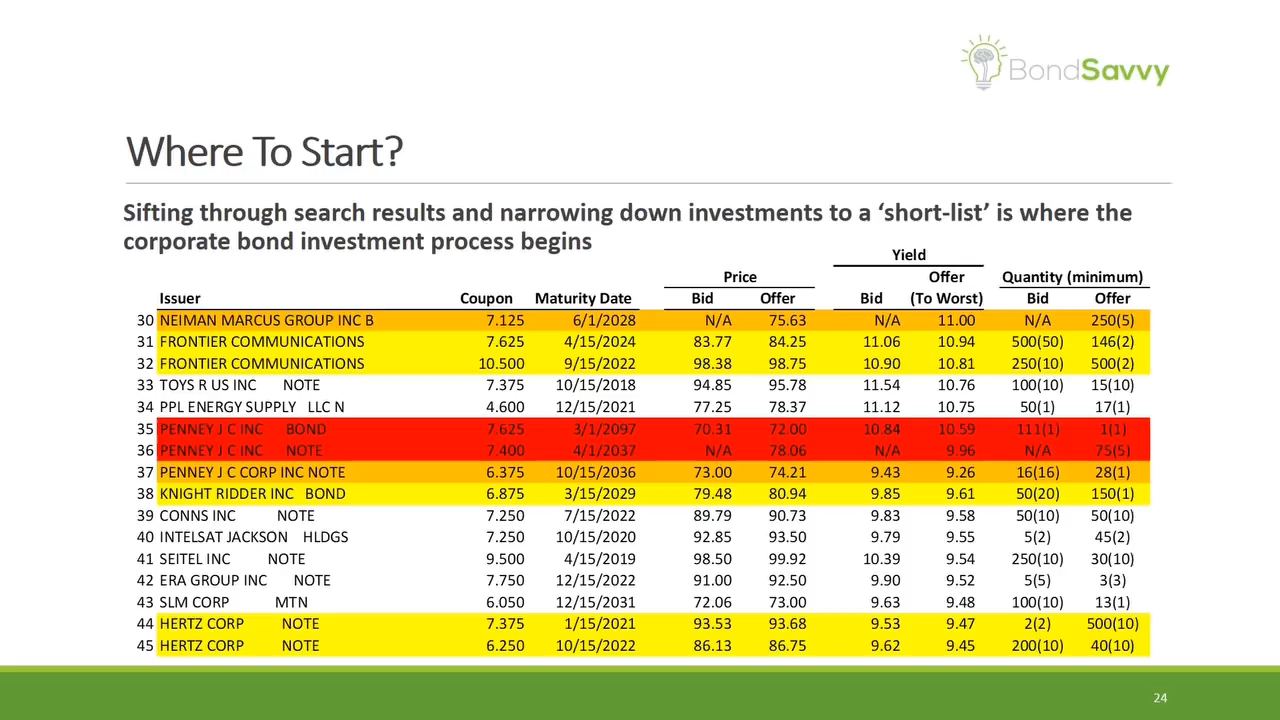 BondSavvy
Where To Start?
Sifting through search results and narrowing down investments to a ‘short-list’ is where the
corporate bond investment process begins
Yield
Price Offer Quantity (minimum)
Issuer Coupon Maturity Date Bid Offer Bid (To Worst) Bid Offer
30 NEIMAN MARCUS GROUP INC B 7.125 6/1/2028 N/A 75.63 N/A 11.00 N/A 250(5)
31 FRONTIER COMMUNICATIONS 7.625 4/15/2024 83.77 84.25 11.06 10.94 500(50) 146(2)
32 FRONTIER COMMUNICATIONS 10.500 9/15/2022 98.38 98.75 10.90 10.81 250(10) 500(2)
33 TOYS R US INC NOTE 7.375 10/15/2018 94.85 95.78 11.54 10.76 100(10) 15(10)
34 PPL ENERGY SUPPLY LLC N 4.600 12/15/2021 77.25 78.37 11.12 10.75 50(1) 17(1)
35 PENNEY J C INC BOND 7.625 3/1/2097 70.31 72.00 10.84 10.59 111(1) 1(1)
36 PENNEY J C INC NOTE 7.400 4/1/2037 N/A 78.06 N/A 9.96 N/A 75(5)
37 PENNEY J C CORP INC NOTE 6.375 10/15/2036 73.00 74.21 9.43 9.26 16(16) 28(1)
38 KNIGHT RIDDER INC BOND 6.875 3/15/2029 79.48 80.94 9.85 9.61 50(20) 150(1)
39 CONNS INC NOTE 7.250 7/15/2022 89.79 90.73 9.83 9.58 50(10) 50(10)
40 INTELSAT JACKSON HLDGS 7.250 10/15/2020 92.85 93.50 9.79 9.55 5(2) 45(2)
41 SEITEL INC NOTE 9.500 4/15/2019 98.50 99.92 10.39 9.54 250(10) 30(10)
42 ERA GROUP INC NOTE 7.750 12/15/2022 91.00 92.50 9.90 9.52 5(5) 3(3)
43 SLM CORP MTN 6.050 12/15/2031 72.06 73.00 9.63 9.48 100(10) 13(1)
44 HERTZ CORP NOTE 7.375 1/15/2021 93.53 93.68 9.53 9.47 2(2) 500(10)
45 HERTZ CORP NOTE 6.250 10/15/2022 86.13 86.75 9.62 9.45 200(10) 40(10)
24